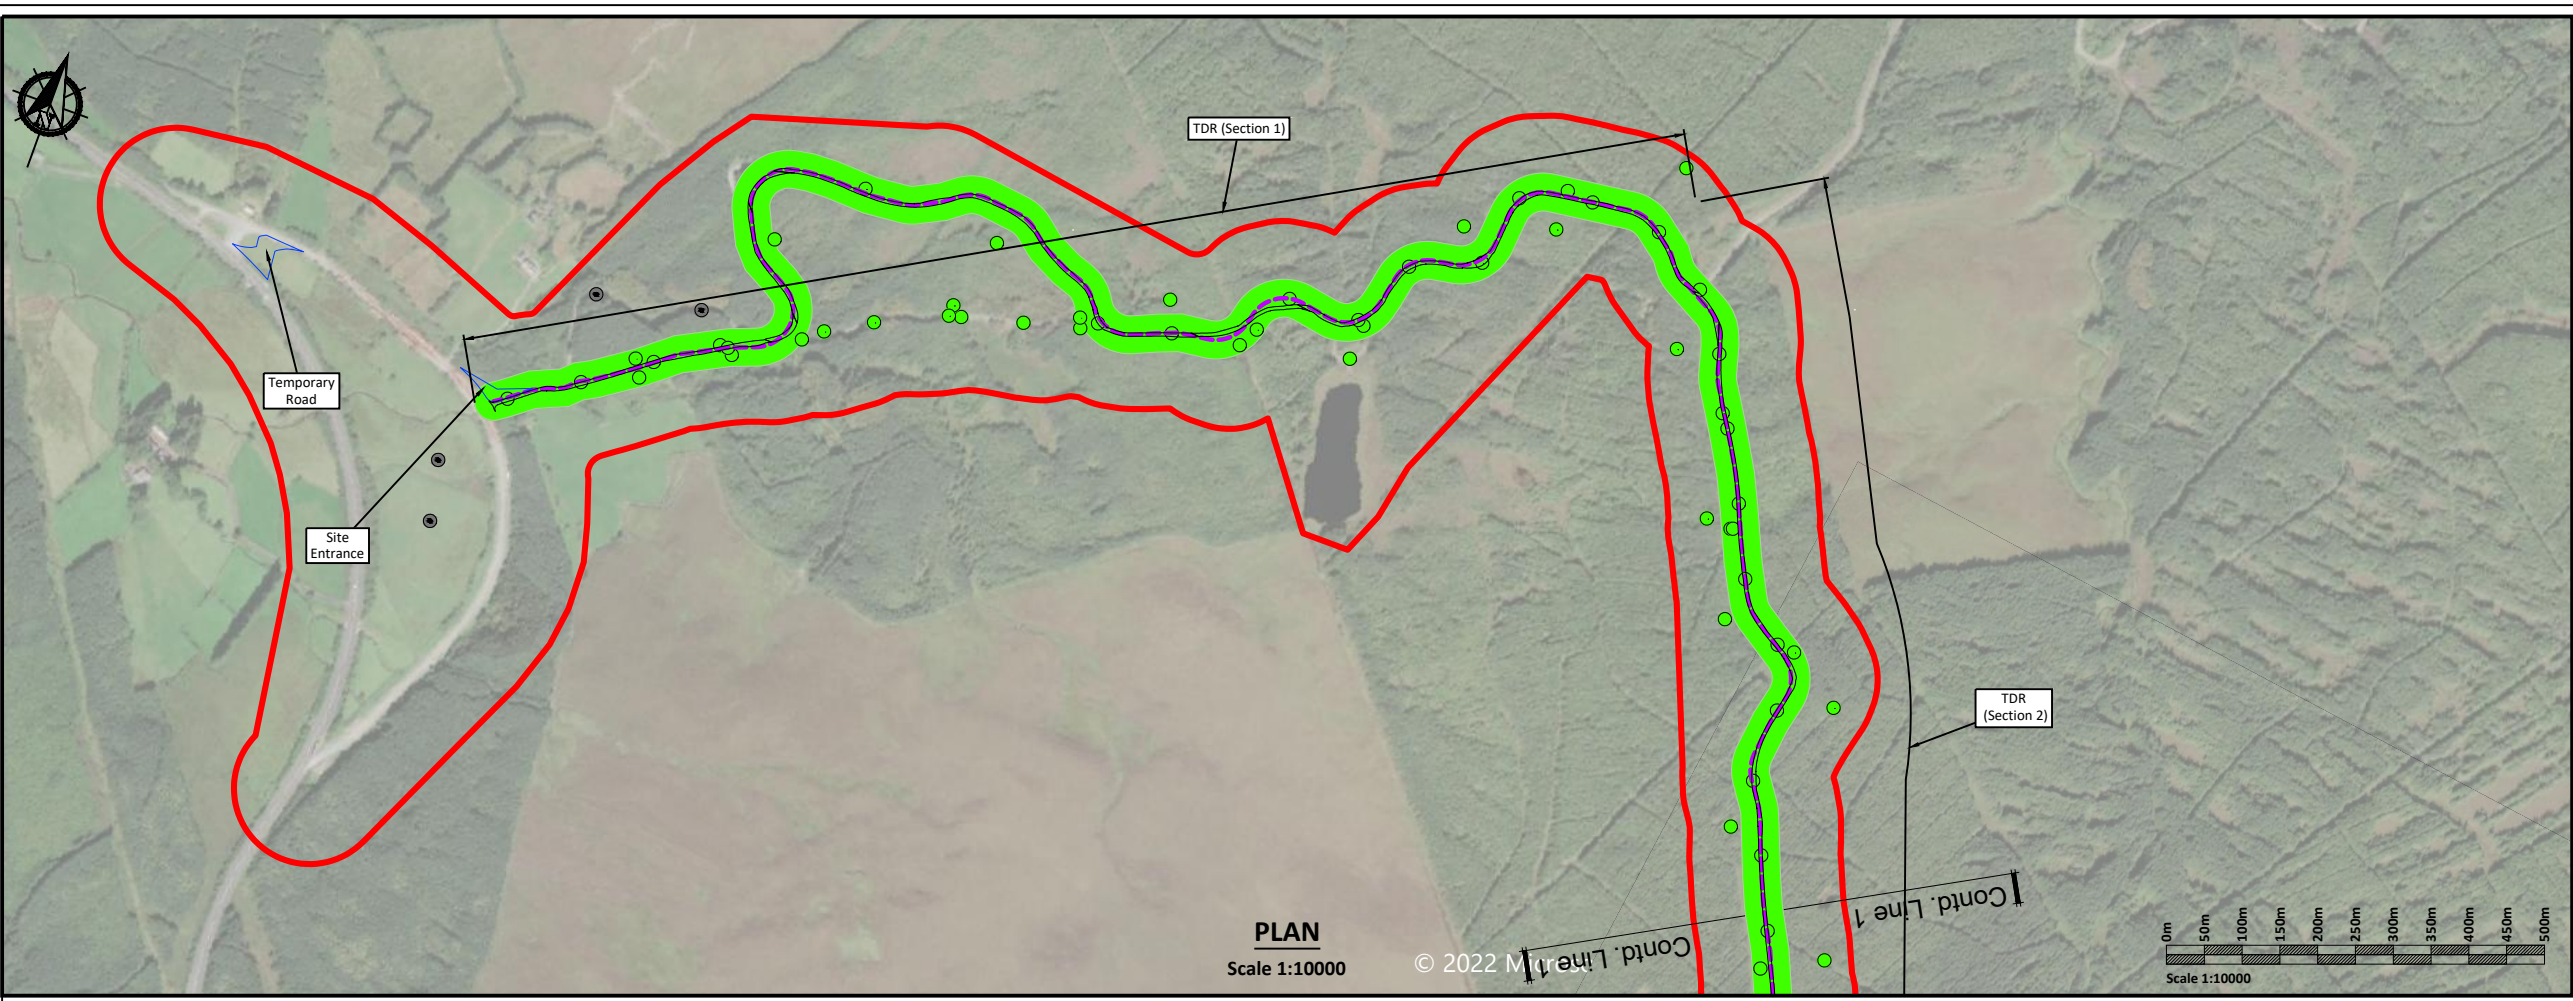 TDR (Section 1)
Temporary
Road
Site
Entrance
TDR
(Section 2)
Contd. Line 1
Contd. Line 1
PLAN
Scale 1:10000
© 2022
0m
50m
100m
150m
200m
250m
300m
350m
400m
450m
500m
Scale 1:10000